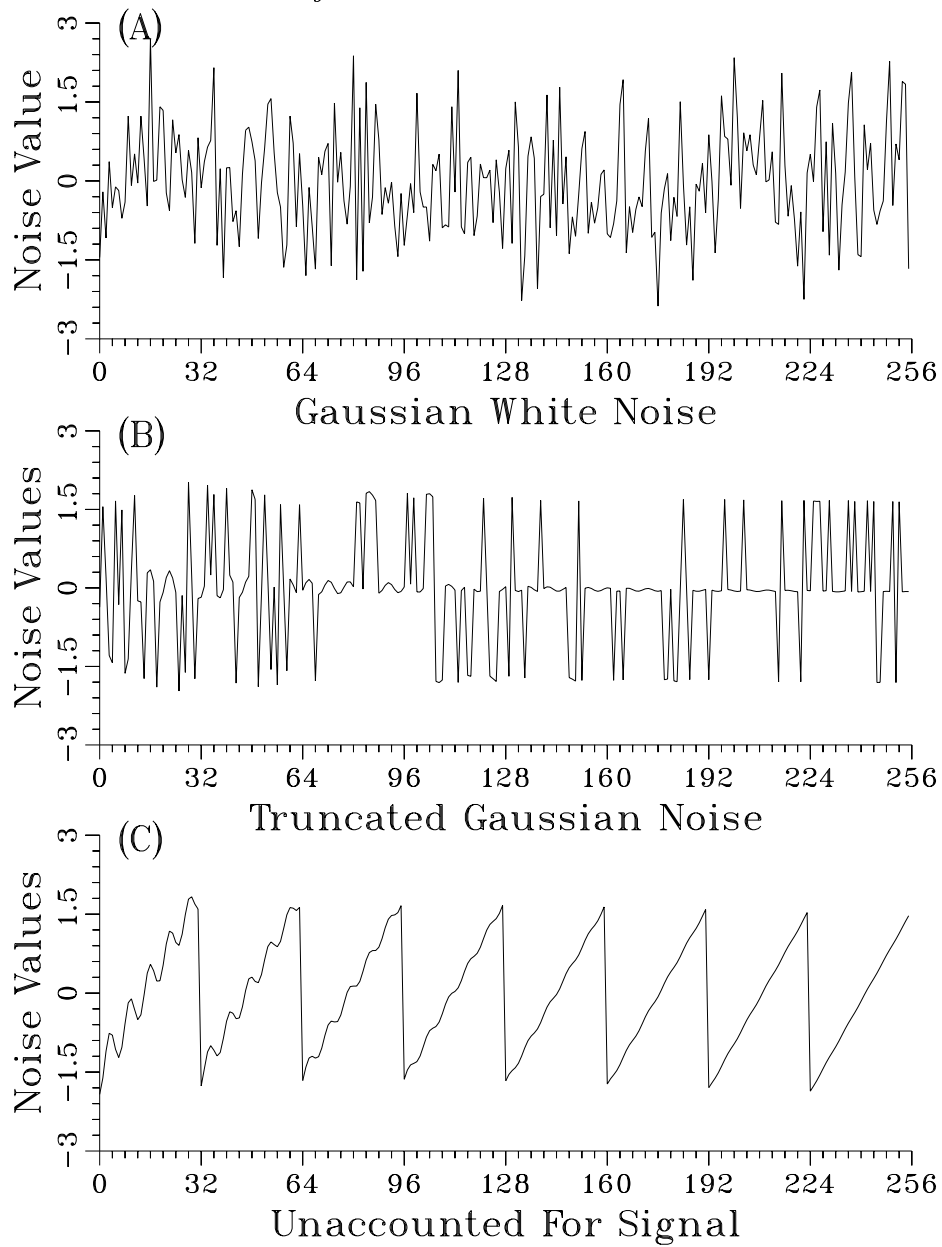 (A)
Noise Value
3
1.5
0
−1.5
−3
0 32 64 96 128 160 192 224 256
Gaussian White Noise
(B)
Noise Values
3
1.5
0
−1.5
−3
0 32 64 96 128 160 192 224 256
Truncated Gaussian Noise
(C)
Noise Values
3
1.5
0
−1.5
−3
0 32 64 96 128 160 192 224 256
Unaccounted For Signal